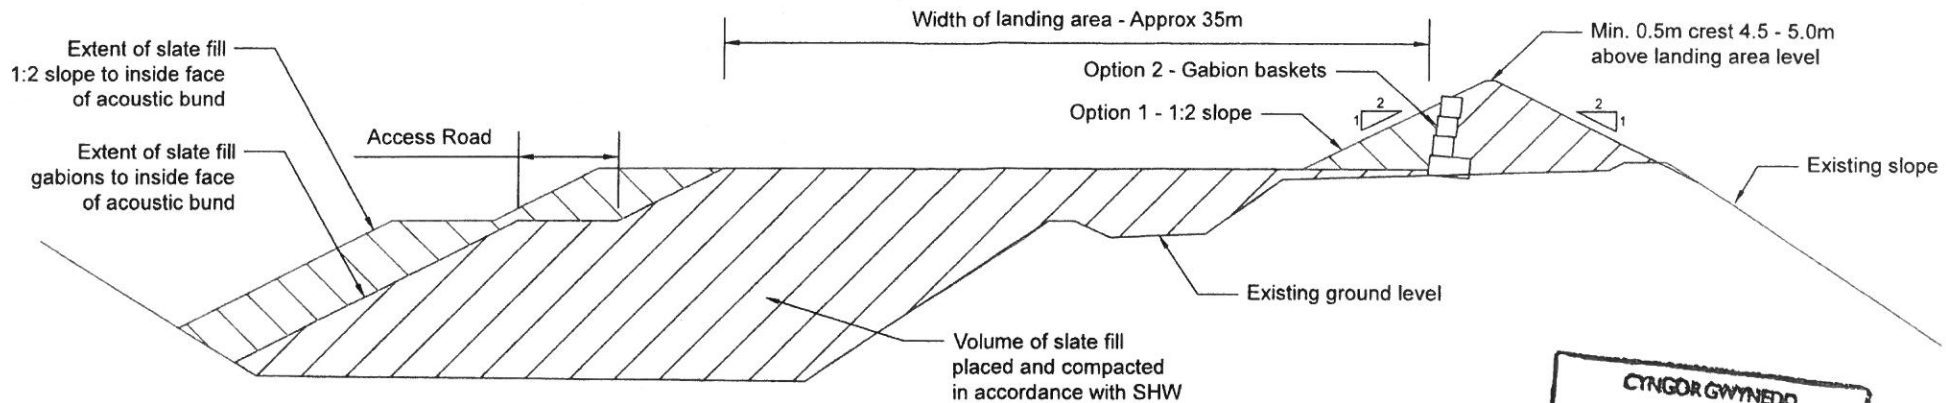 Width of landing area - Approx 35m
Extent of slate fill
1:2 slope to inside face
of acoustic bund
Min. 0.5m crest 4.5 - 5.0m
above landing area level
Option 2 - Gabion baskets
2
1
2
1
Option 1 - 1:2 slope
Access Road
Extent of slate fill
gabions to inside face
of acoustic bund
Existing slope
Existing ground level
Volume of slate fill
placed and compacted
in accordance with SHW
CYNGOR GWYNEDD